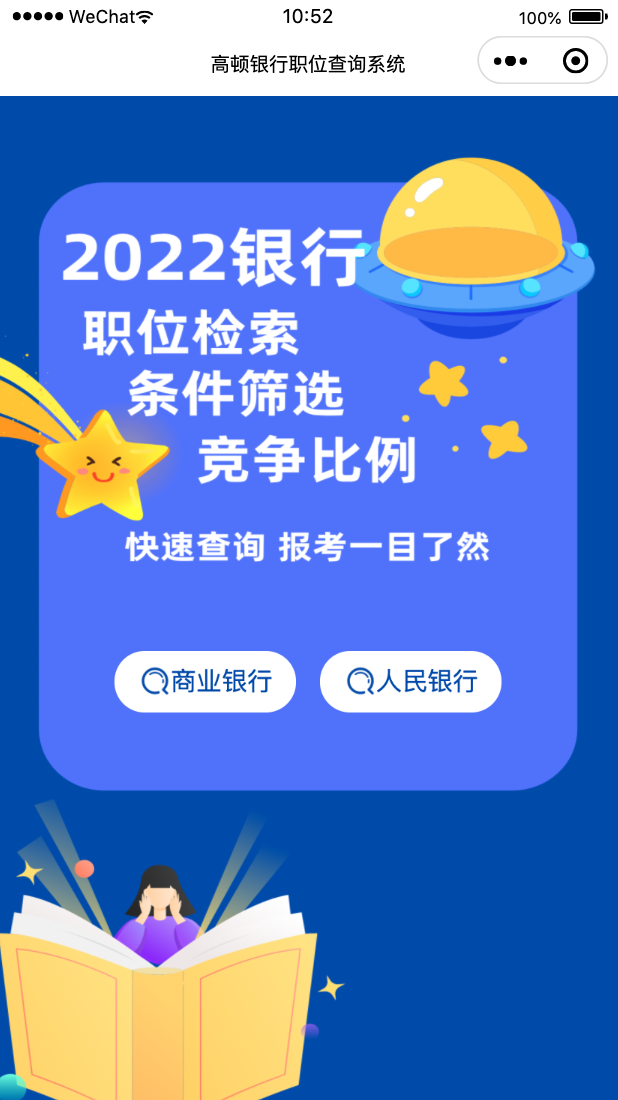 WeChat 10:52 100%
高顿银行职位查询系统
2022银行
职位检索
条件筛选
竞争比例
快速查询 报考一目了然
商业银行 人民银行